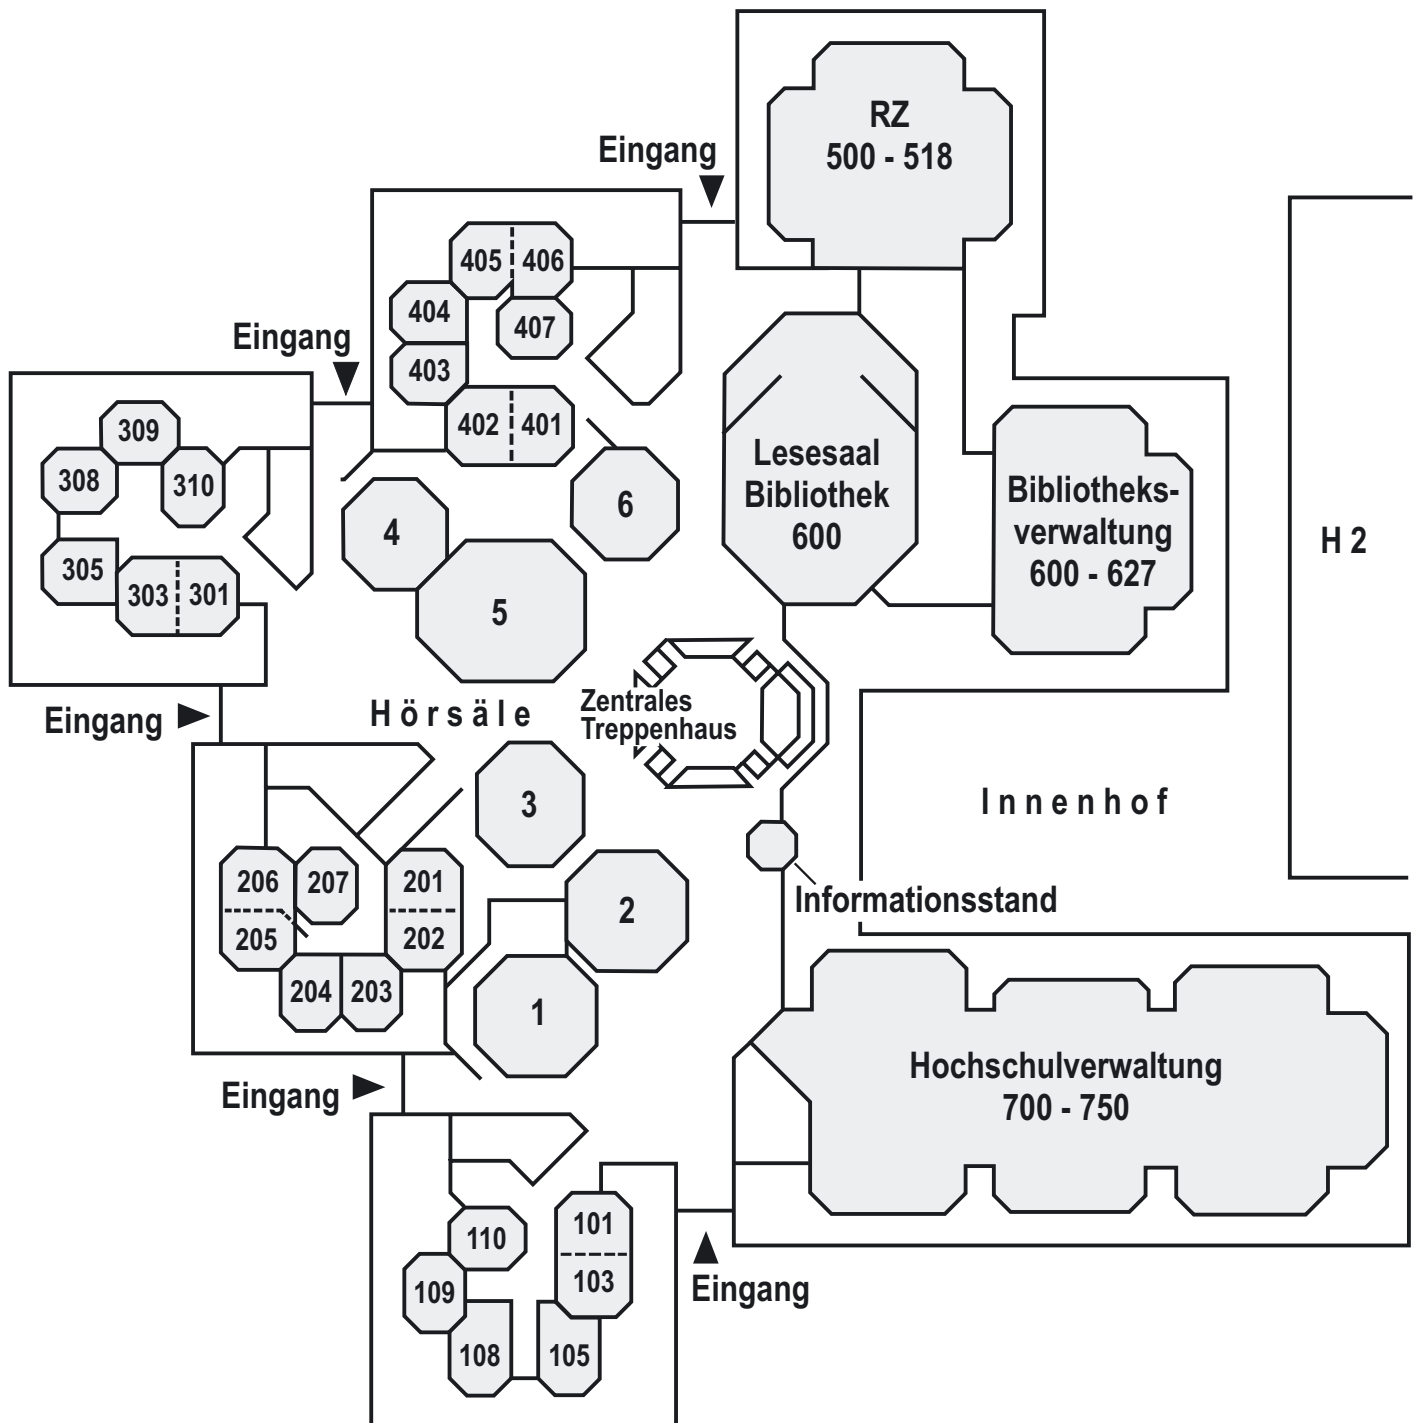 RZ
500 - 518
Eingang
405
406
404
407
403
402
401
Eingang
309
308
310
305
303
301
Lesesaal
Bibliothek
600
Bibliotheks-
verwaltung
600 - 627
H 2
6
4
5
Hörsäle
Zentrales
Treppenhaus
Eingang
3
Innenhof
206
207
201
205
202
204
203
2
1
Informationsstand
Hochschulverwaltung
700 - 750
Eingang
110
101
103
109
108
105
Eingang